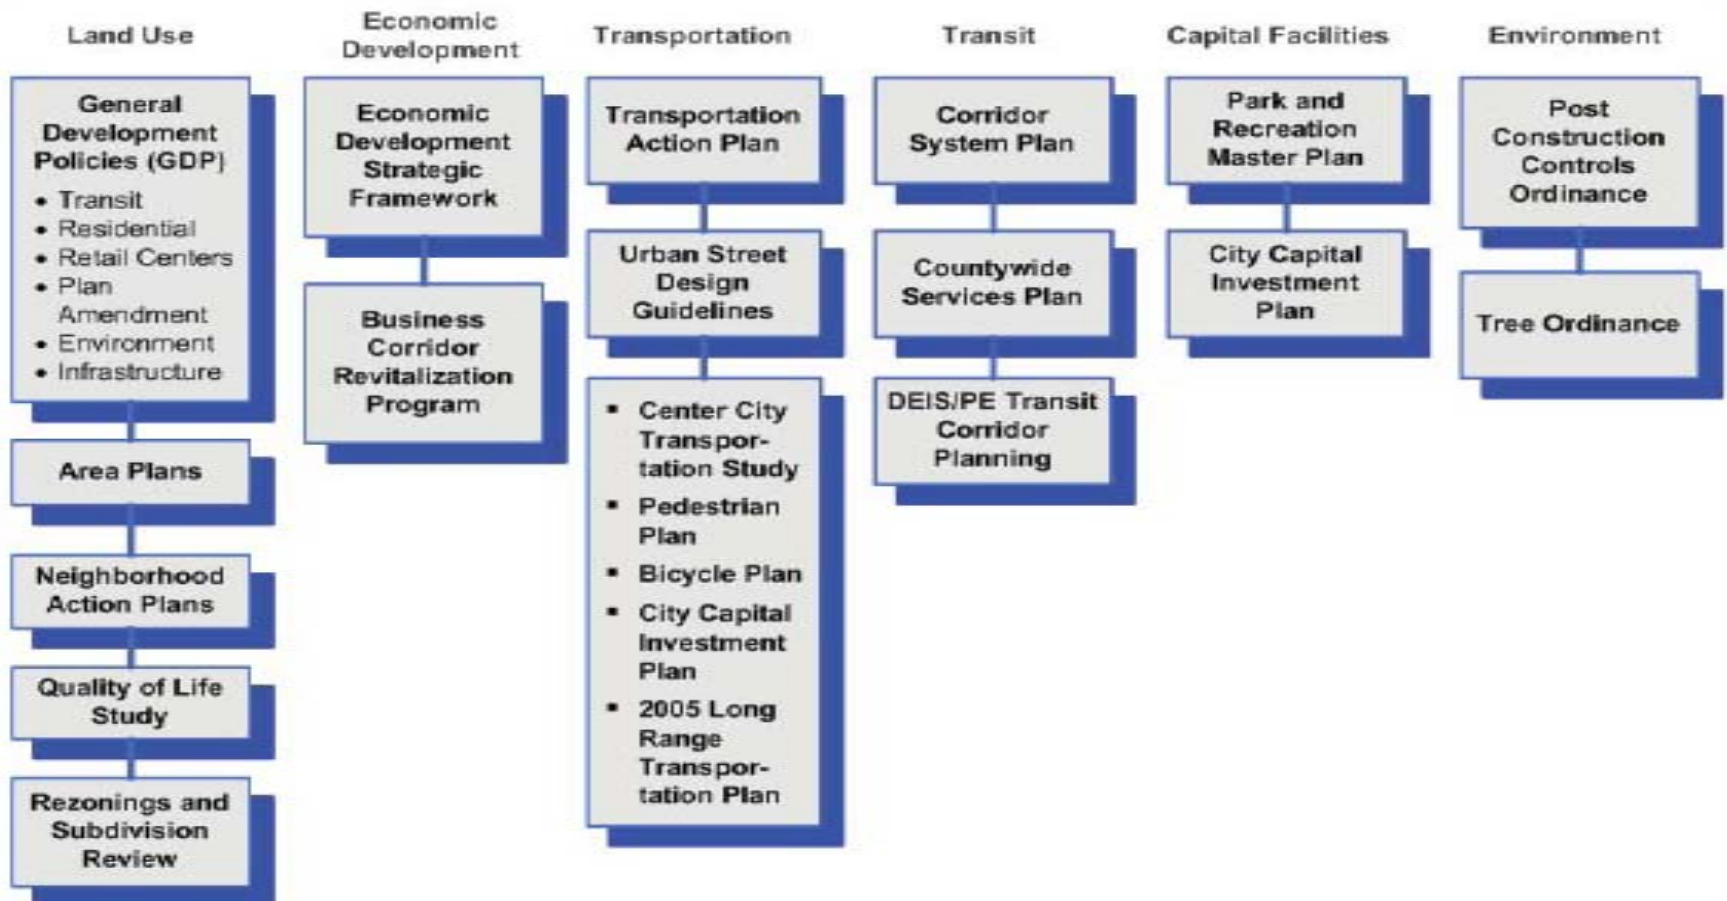 Land Use
General
Development
Policies (GDP)
• Transit
• Residential
• Retail Centers
• Plan
Amendment
• Environment
• Infrastructure
Area Plans
Neighborhood
Action Plans
Quality of Life
Study
Rezonings and
Subdivision
Review
Economic
Development
Economic
Development
Strategic
Framework
Business
Corridor
Revitalization
Program
Transportation
Transportation
Action Plan
Urban Street
Design
Guidelines
▪ Center City
Transpor-
tation Study
▪ Pedestrian
Plan
▪ Bicycle Plan
▪ City Capital
Investment
Plan
▪ 2005 Long
Range
Transpor-
tation Plan
Transit
Corridor
System Plan
Countywide
Services Plan
DEIS/PE Transit
Corridor
Planning
Capital Facilities
Park and
Recreation
Master Plan
City Capital
Investment
Plan
Environment
Post
Construction
Controls
Ordinance
Tree Ordinance